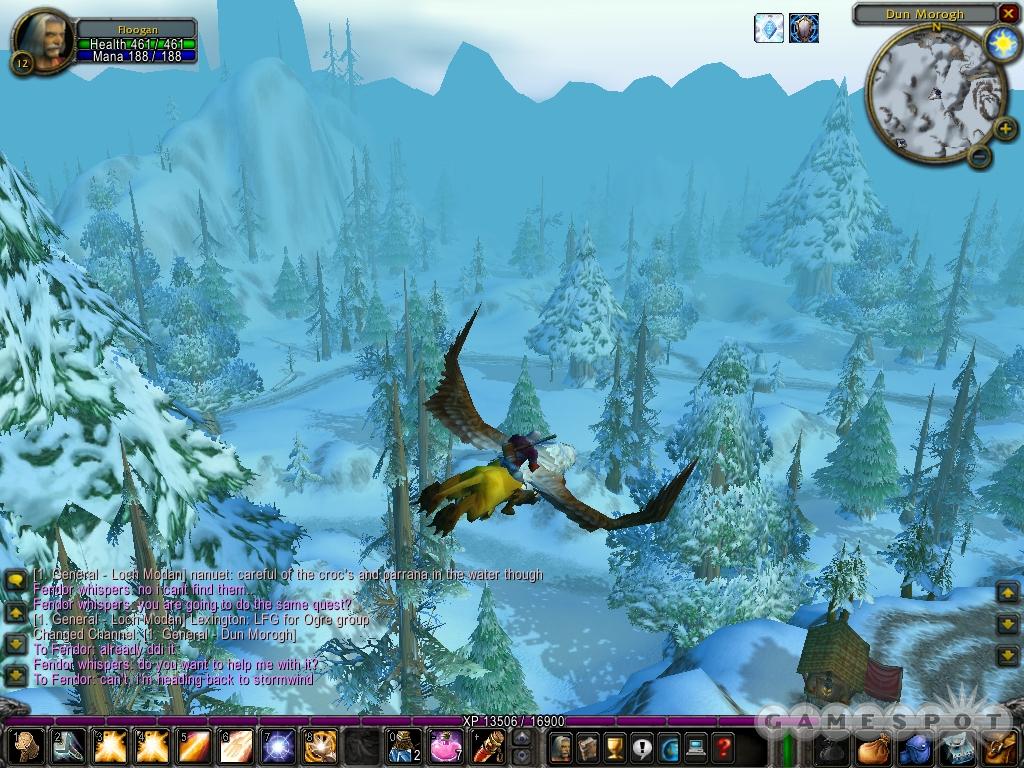 Floogan
Health 461 / 461
Mana 188 / 188
12
Dun Morogh
N
[1. General - Loch Modan] nanuet: careful of the croc's and parrana in the water though
Fendor whispers: no i cant find them..
Fendor whispers: you are going to do the same quest?
[1. General - Loch Modan] Lexington: LFG for Ogre group
Changed Channel: [1. General - Dun Morogh]
To Fendor: already ddi it
Fendor whispers: do you want to help me with it?
To Fendor: can't i'm heading back to stormwind
XP 13506 / 16900
GAMESPOT
2
7